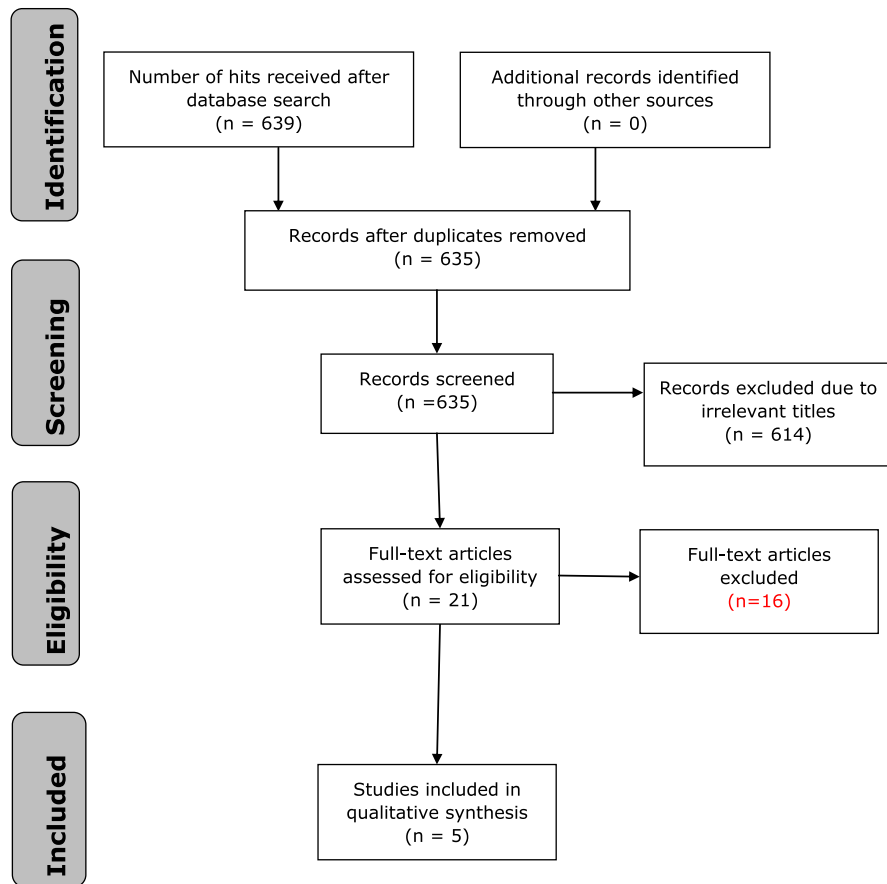 Identification
Number of hits received after
database search
(n = 639)
Additional records identified
through other sources
(n = 0)
Records after duplicates removed
(n = 635)
Screening
Records screened
(n =635)
Records excluded due to
irrelevant titles
(n = 614)
Eligibility
Full-text articles
assessed for eligibility
(n = 21)
Full-text articles
excluded
(n=16)
Included
Studies included in
qualitative synthesis
(n = 5)